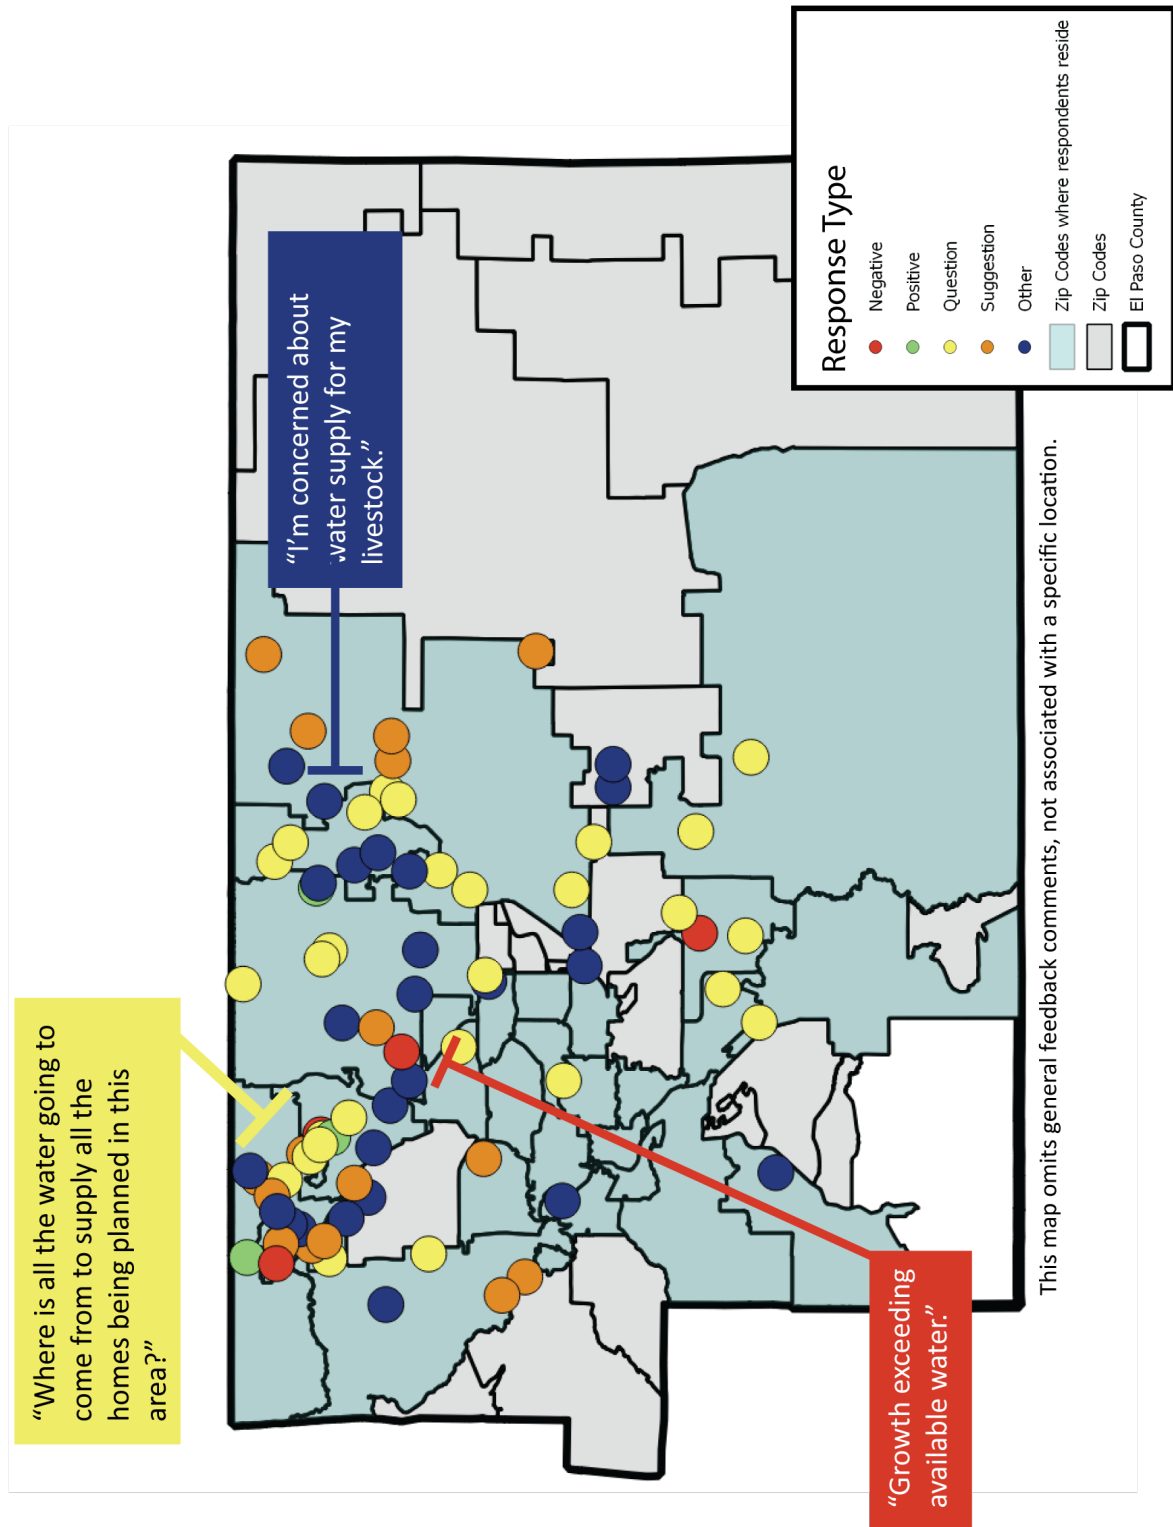 “Where is all the water going to
come from to supply all the
homes being planned in this
area?”
“I’m concerned about
water supply for my
livestock.”
“Growth exceeding
available water.”
Response Type
Negative
Positive
Question
Suggestion
Other
Zip Codes where respondents reside
Zip Codes
El Paso County
This map omits general feedback comments, not associated with a specific location.